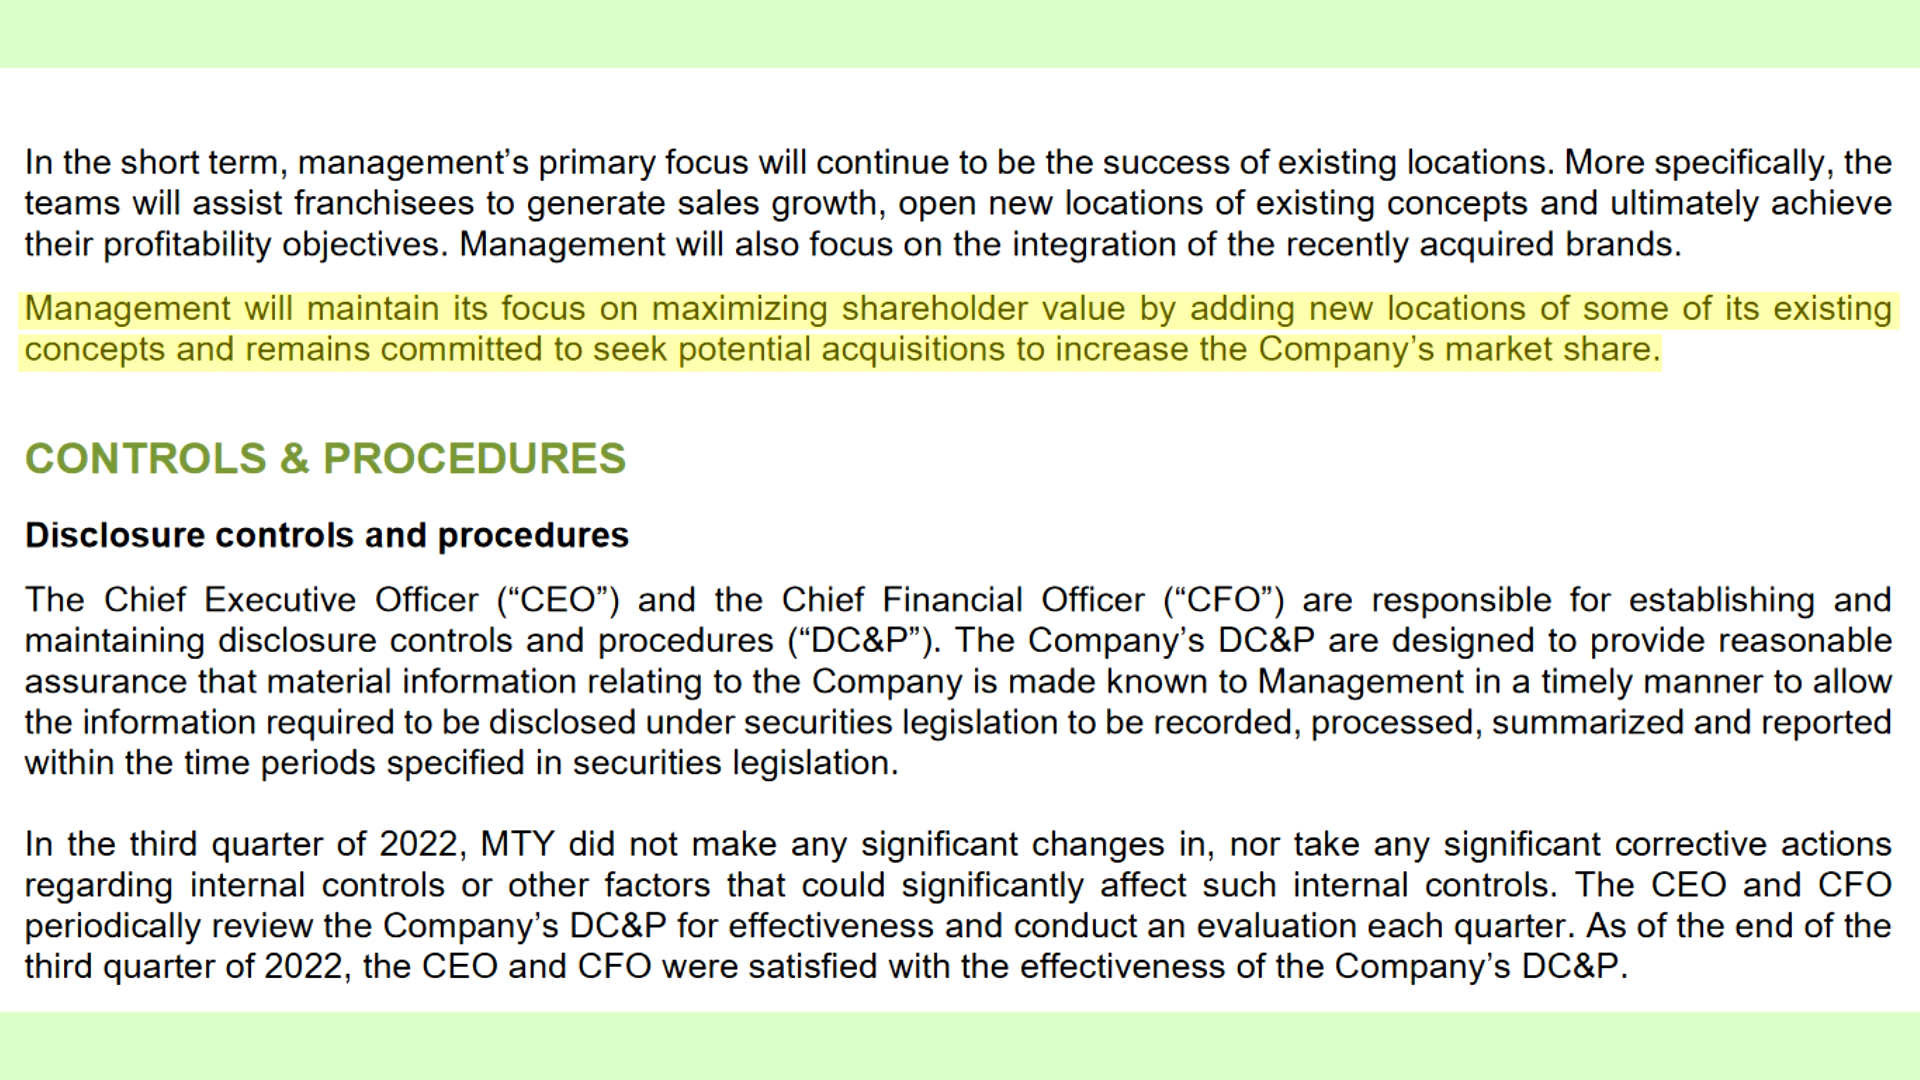 In the short term, management’s primary focus will continue to be the success of existing locations. More specifically, the
teams will assist franchisees to generate sales growth, open new locations of existing concepts and ultimately achieve
their profitability objectives. Management will also focus on the integration of the recently acquired brands.
Management will maintain its focus on maximizing shareholder value by adding new locations of some of its existing
concepts and remains committed to seek potential acquisitions to increase the Company’s market share.
CONTROLS & PROCEDURES
Disclosure controls and procedures
The Chief Executive Officer (“CEO”) and the Chief Financial Officer (“CFO”) are responsible for establishing and
maintaining disclosure controls and procedures (“DC&P”). The Company’s DC&P are designed to provide reasonable
assurance that material information relating to the Company is made known to Management in a timely manner to allow
the information required to be disclosed under securities legislation to be recorded, processed, summarized and reported
within the time periods specified in securities legislation.
In the third quarter of 2022, MTY did not make any significant changes in, nor take any significant corrective actions
regarding internal controls or other factors that could significantly affect such internal controls. The CEO and CFO
periodically review the Company’s DC&P for effectiveness and conduct an evaluation each quarter. As of the end of the
third quarter of 2022, the CEO and CFO were satisfied with the effectiveness of the Company’s DC&P.